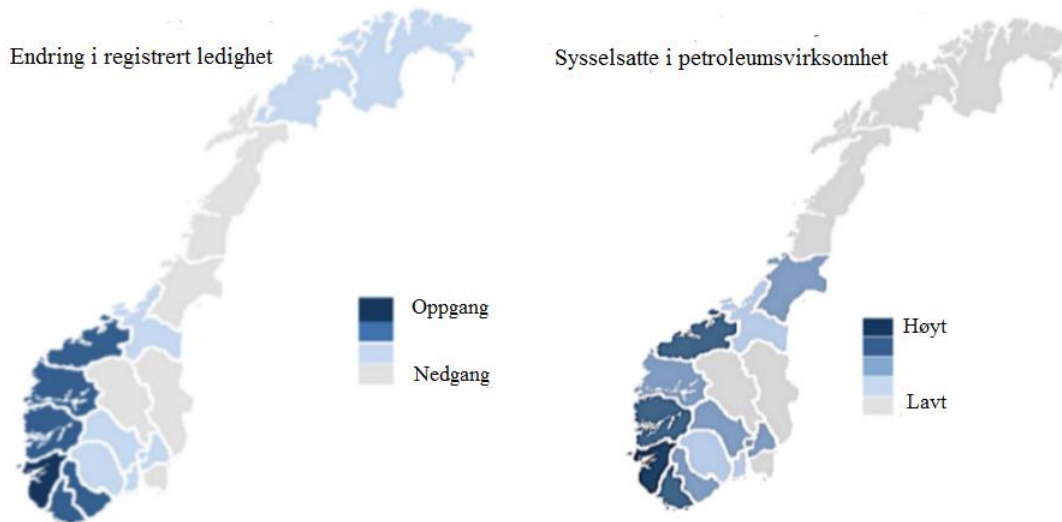 Endring i registrert ledighet
Oppgang
Nedgang
Sysselsatte i petroleumsvirksomhet
Høyt
Lavt